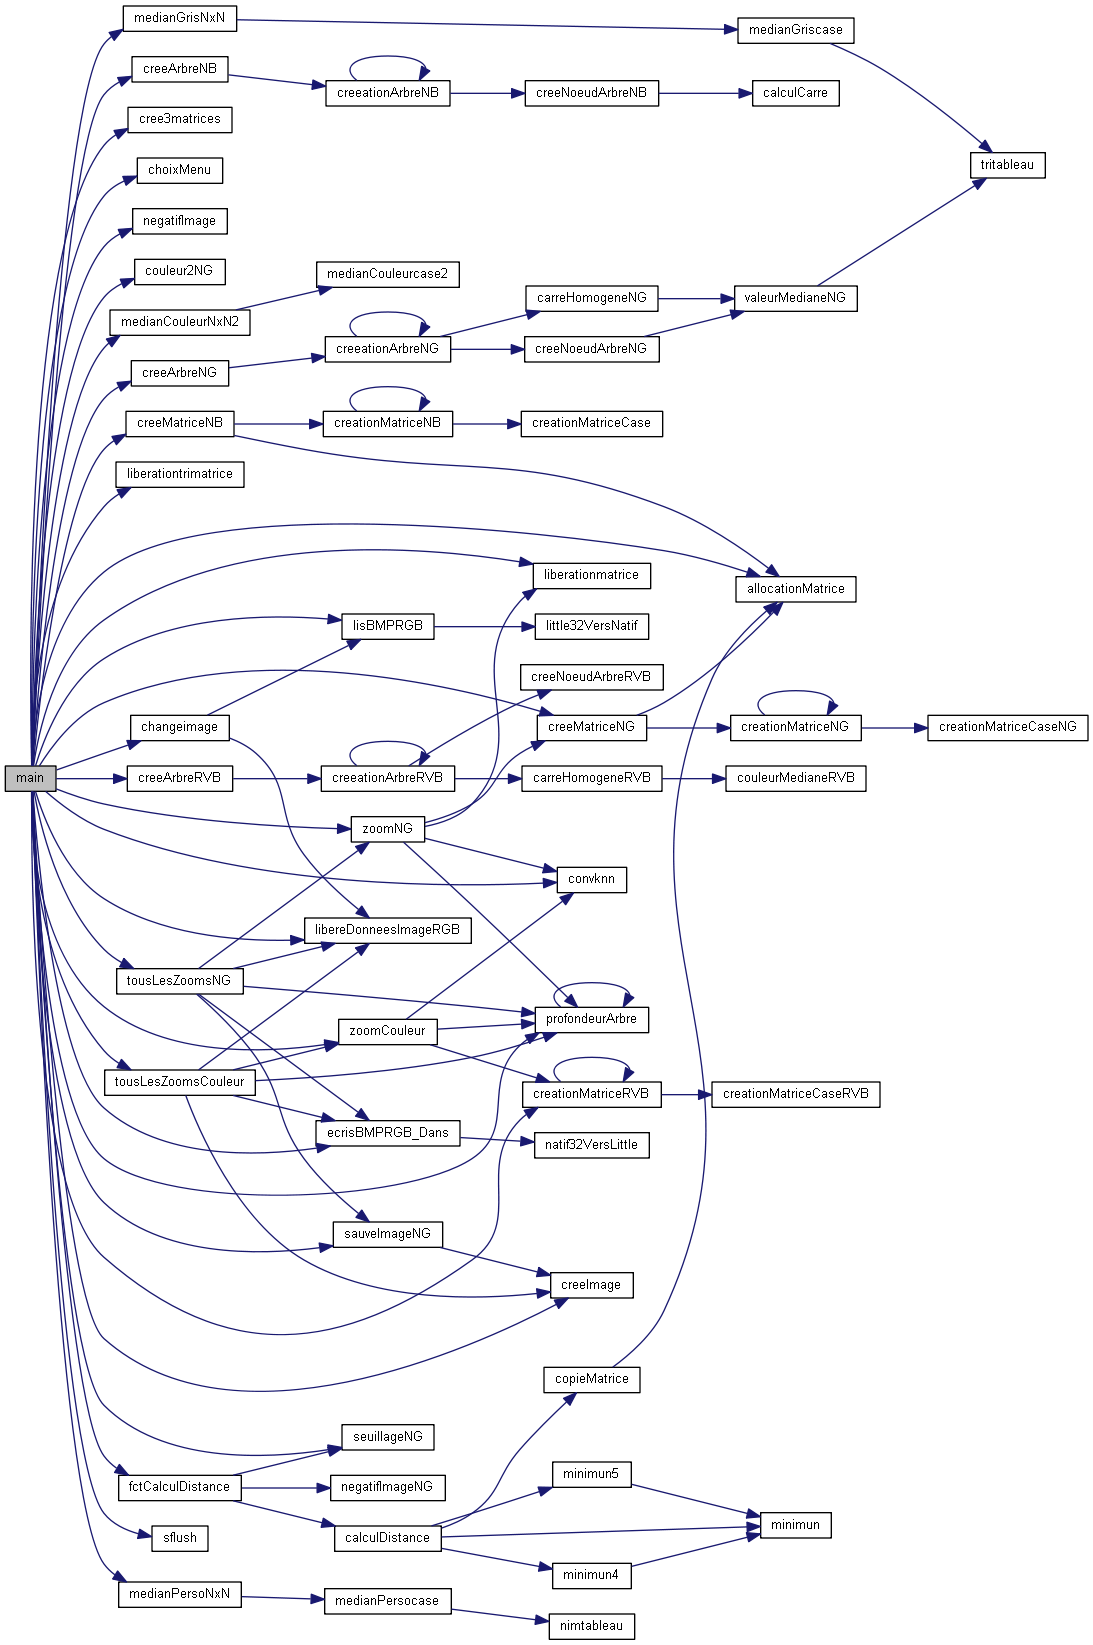 medianGrisNxN
medianGriscase
creeArbreNB
creeationArbreNB
creeNoeudArbreNB
calculCarre
cree3matrices
tritableau
choixMenu
negatifImage
couleur2NG
medianCouleurcase2
carreHomogeneNG
valeurMedianeNG
medianCouleurNxN2
creeationArbreNG
creeNoeudArbreNG
creeArbreNG
creeMatriceNB
creationMatriceNB
creationMatriceCase
liberationtrimatrice
liberationmatrice
allocationMatrice
lisBMPRGB
little32VersNatif
creeNoeudArbreRVB
changeimage
creeMatriceNG
creationMatriceNG
creationMatriceCaseNG
main
creeArbreRVB
creeationArbreRVB
carreHomogeneRVB
couleurMedianeRVB
zoomNG
convknn
libereDonneesImageRGB
tousLesZoomsNG
zoomCouleur
profondeurArbre
tousLesZoomsCouleur
creationMatriceRVB
creationMatriceCaseRVB
ecrisBMPRGB_Dans
natif32VersLittle
sauveImageNG
creeImage
copieMatrice
seuillageNG
fctCalculDistance
negatifImageNG
minimun5
sflush
calculDistance
minimun
minimun4
medianPersoNxN
medianPersocase
nimtableau